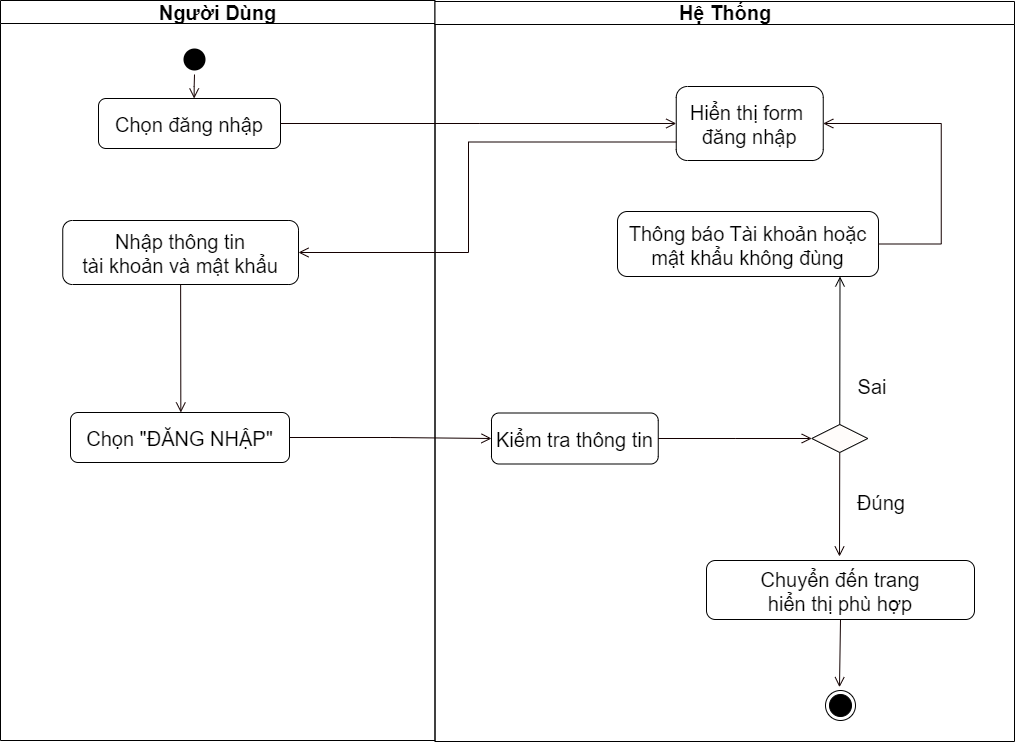 Người Dùng
Hệ Thống
Chọn đăng nhập
Hiển thị form
đăng nhập
Nhập thông tin
tài khoản và mật khẩu
Thông báo Tài khoản hoặc
mật khẩu không đùng
Sai
Chọn "ĐĂNG NHẬP"
Kiểm tra thông tin
Đúng
Chuyển đến trang
hiển thị phù hợp